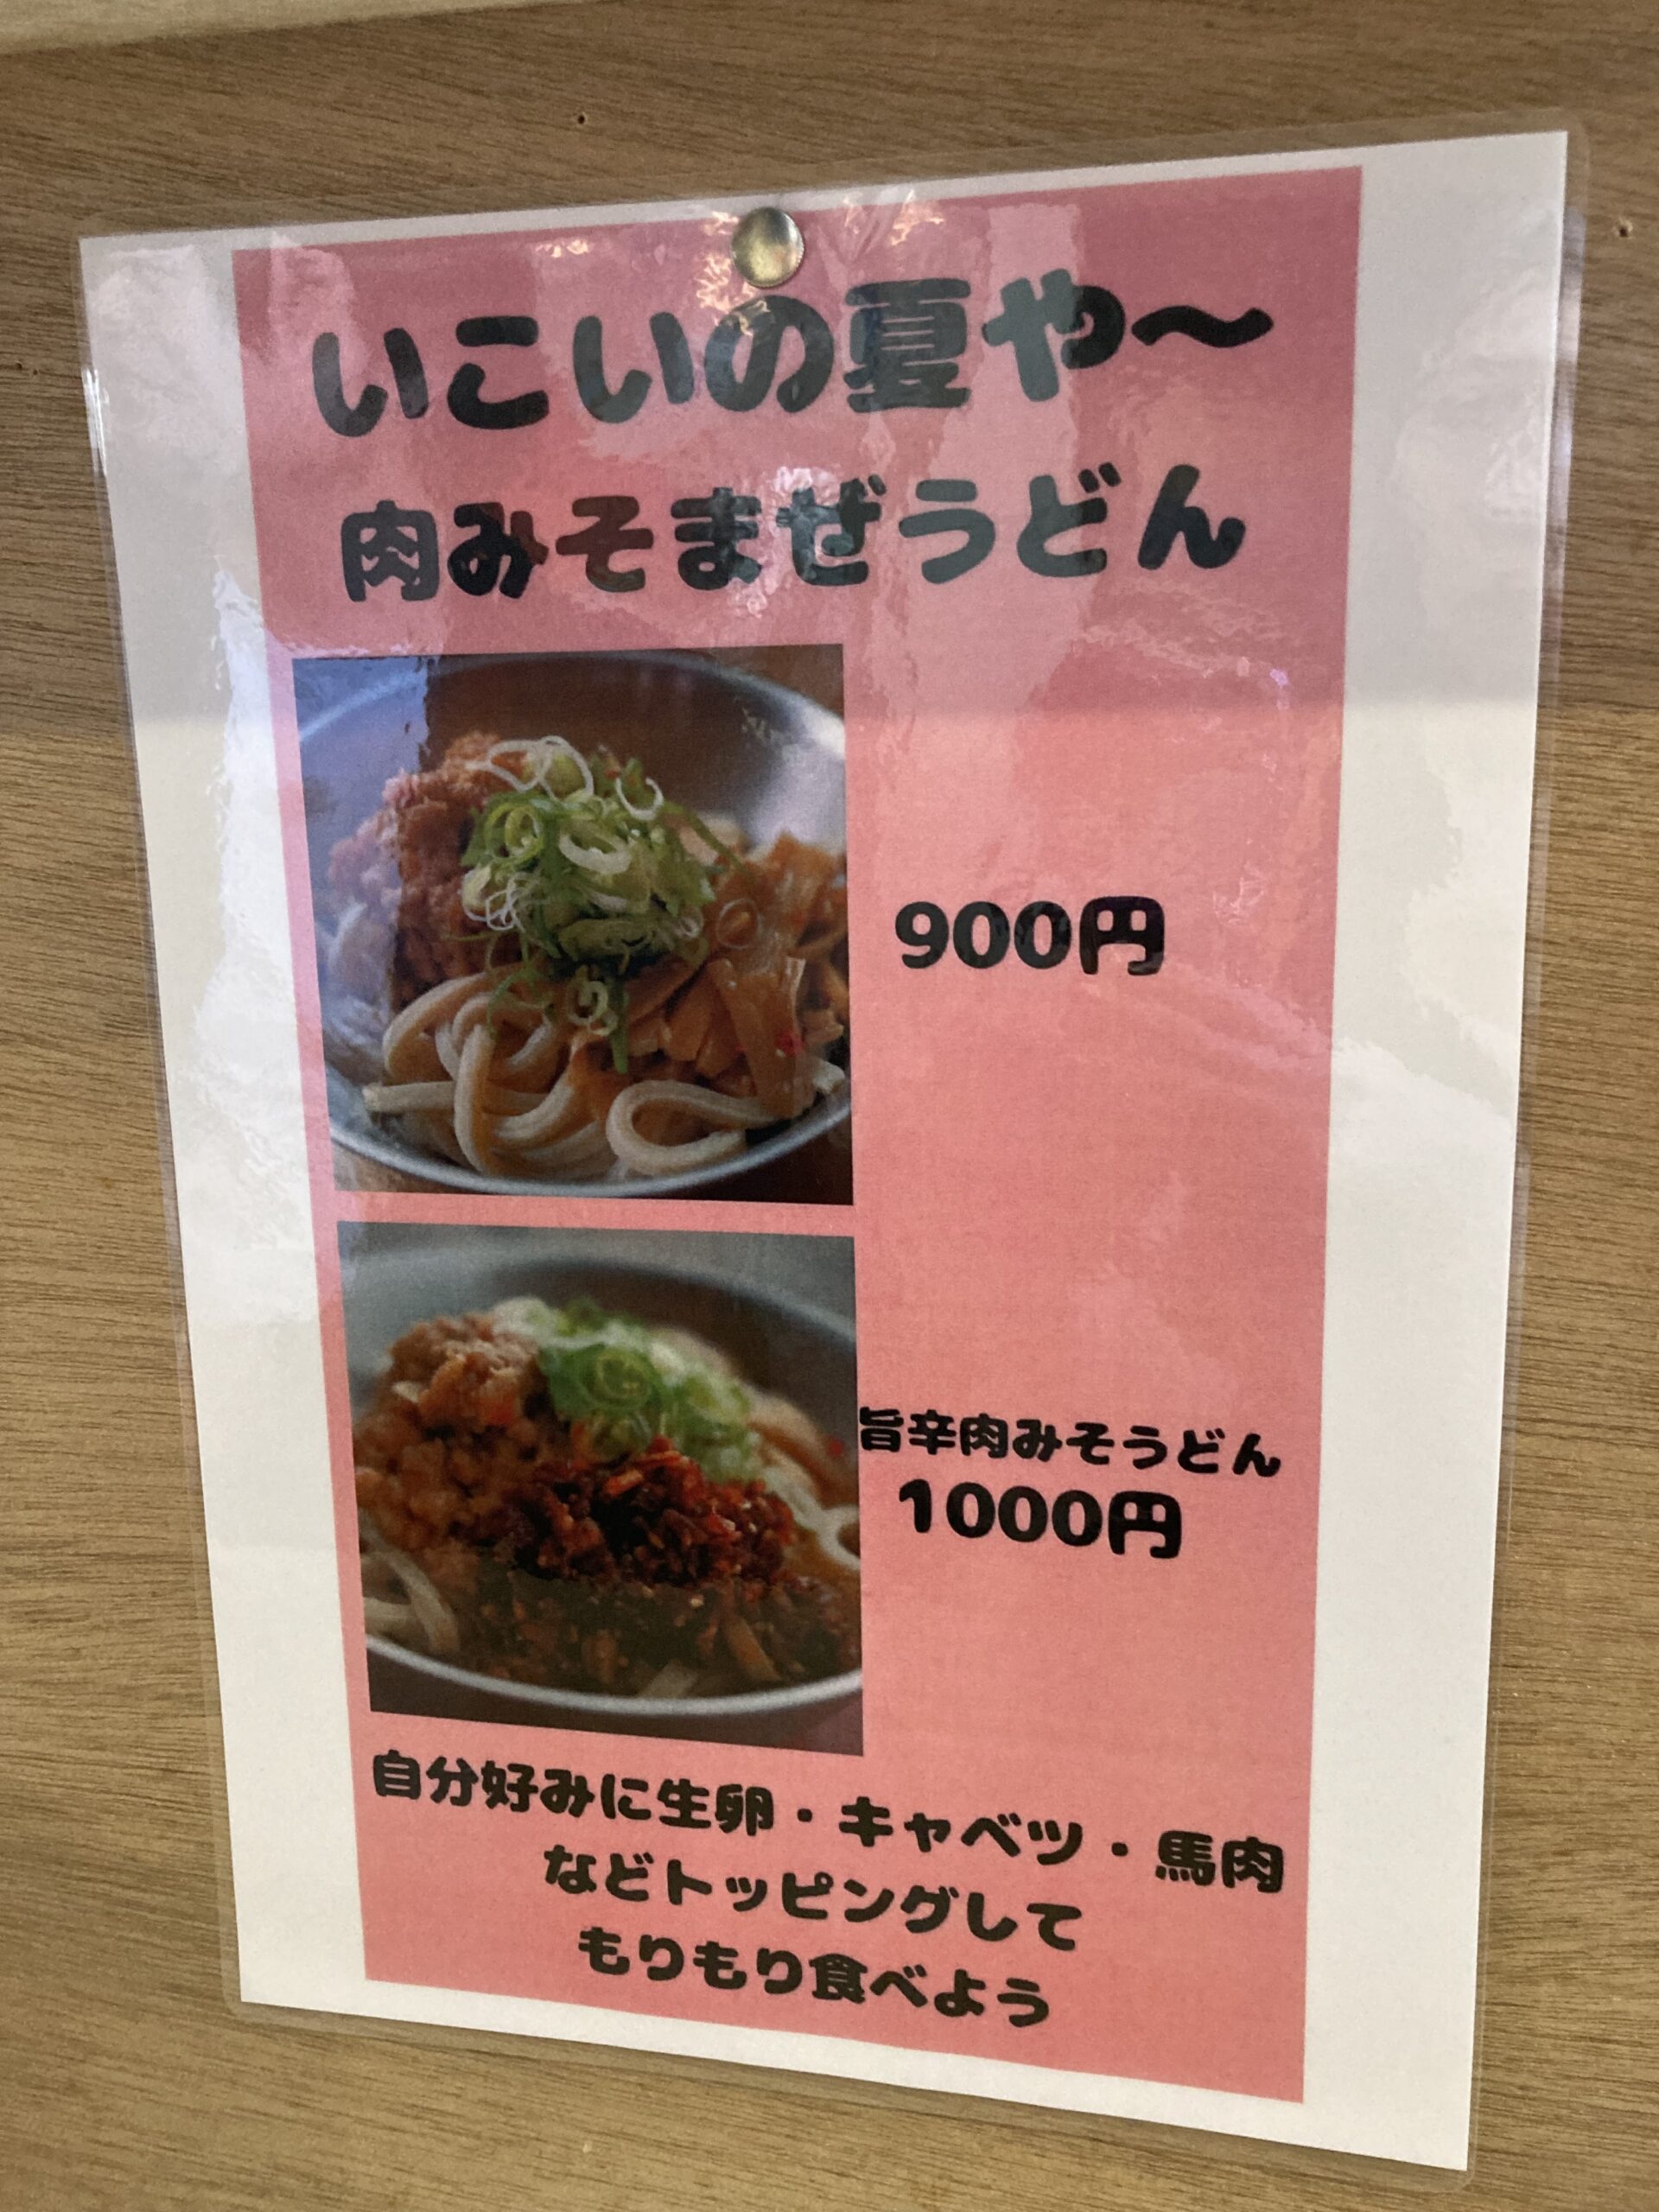 いこいの夏や～
肉みそまぜうどん
900円
旨辛肉みそうどん
1000円
自分好みに生卵・キャベツ・馬肉
などトッピングして
もりもり食べよう